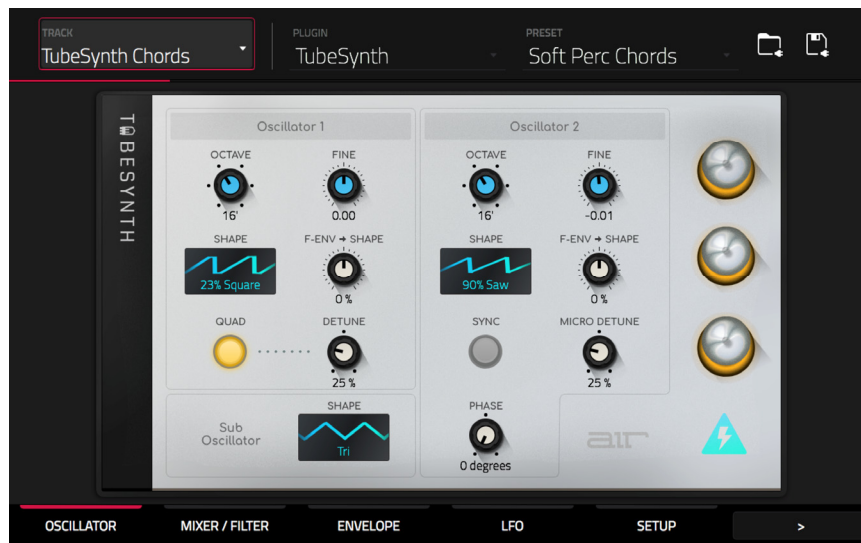 TRACK
TubeSynth Chords
PLUGIN
TubeSynth
PRESET
Soft Perc Chords
TUBESYNTH
Oscillator 1
OCTAVE
FINE
16'
0.00
SHAPE
F-ENV → SHAPE
23% Square
0 %
QUAD
DETUNE
25 %
Sub
Oscillator
SHAPE
Tri
Oscillator 2
OCTAVE
FINE
16'
-0.01
SHAPE
F-ENV → SHAPE
90% Saw
0 %
SYNC
MICRO DETUNE
25 %
PHASE
0 degrees
air
OSCILLATOR
MIXER / FILTER
ENVELOPE
LFO
SETUP
>